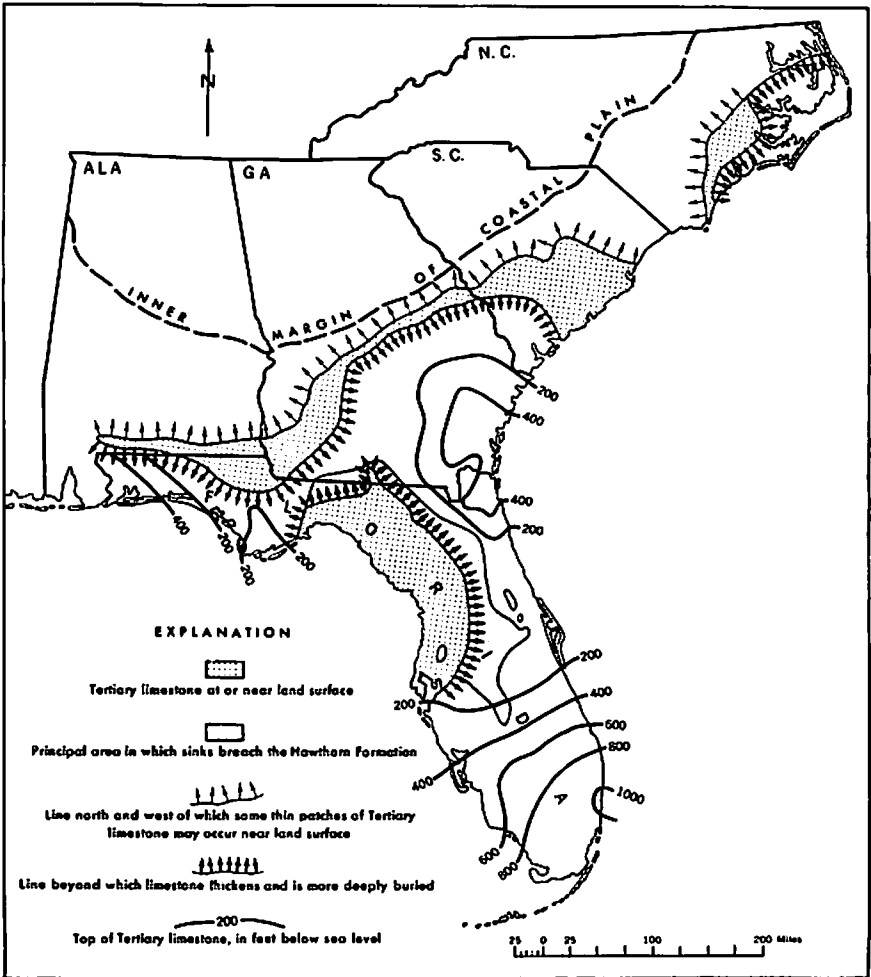 N.C.
N
PLAIN
S.C.
ALA
GA
COASTAL
OF
INNER
MARGIN
200
400
400
200
400
200
200
200
F
L
O
R
I
D
A
EXPLANATION
Tertiary limestone at or near land surface
Principal area in which sinks breach the Hawthorn Formation
Line north and west of which some thin patches of Tertiary
limestone may occur near land surface
Line beyond which limestone thickens and is more deeply buried
200
Top of Tertiary limestone, in feet below sea level
200
200
400
600
800
400
1000
600
800
25 0 25 100 200 Miles